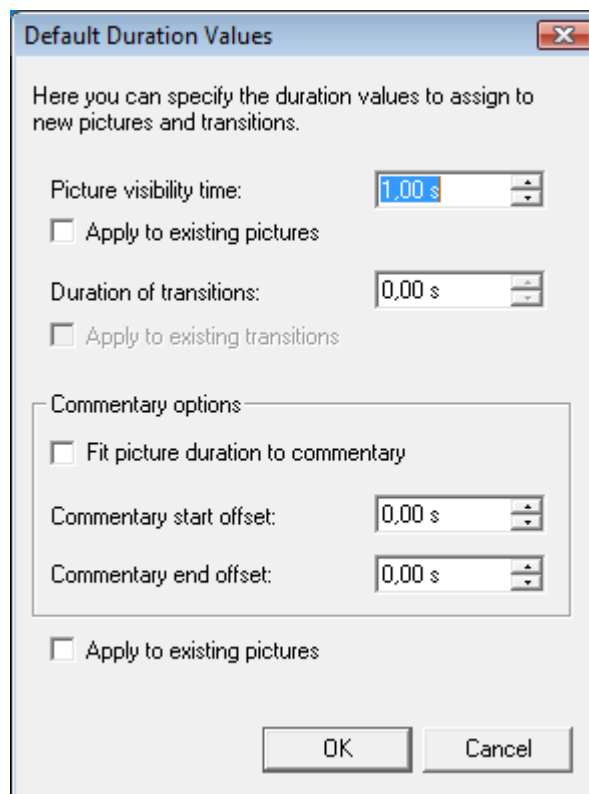 Default Duration Values
Here you can specify the duration values to assign to
new pictures and transitions.
Picture visibility time: 1,00 s
Apply to existing pictures
Duration of transitions: 0,00 s
Apply to existing transitions
Commentary options
Fit picture duration to commentary
Commentary start offset: 0,00 s
Commentary end offset: 0,00 s
Apply to existing pictures
OK Cancel